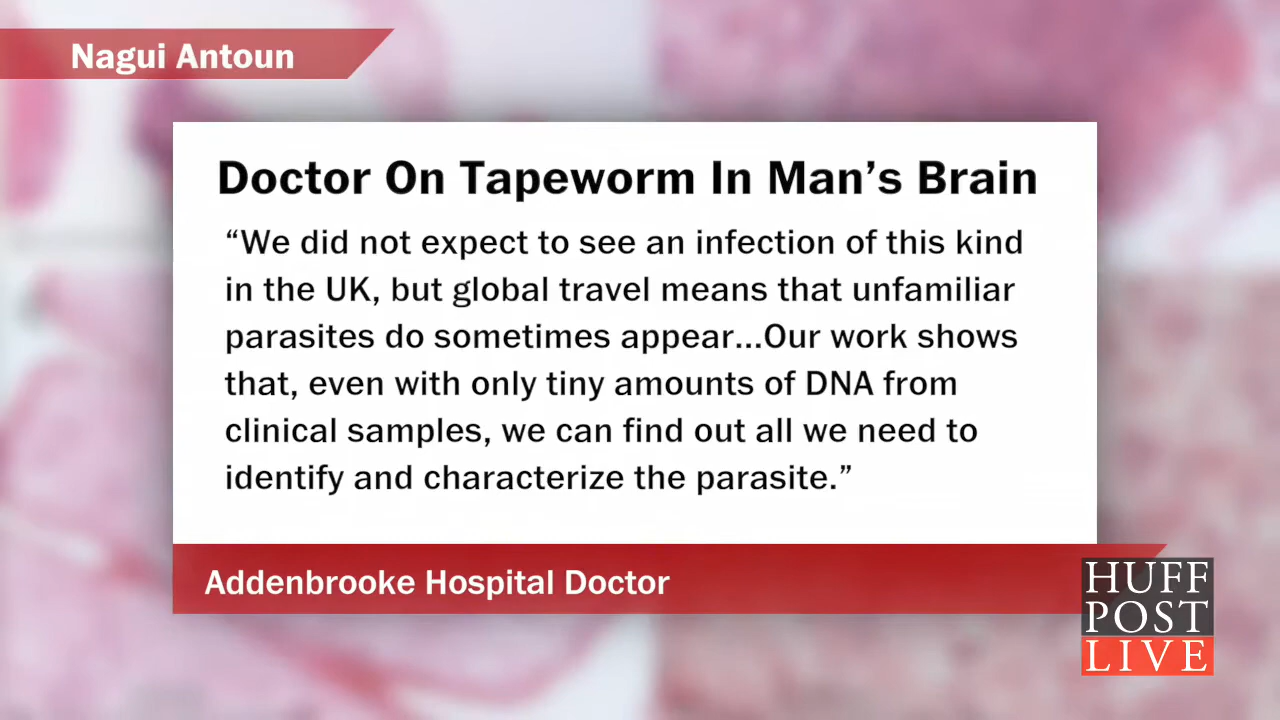 Nagui Antoun
Doctor On Tapeworm In Man’s Brain
“We did not expect to see an infection of this kind
in the UK, but global travel means that unfamiliar
parasites do sometimes appear...Our work shows
that, even with only tiny amounts of DNA from
clinical samples, we can find out all we need to
identify and characterize the parasite.”
Addenbrooke Hospital Doctor
HUFF
POST
LIVE